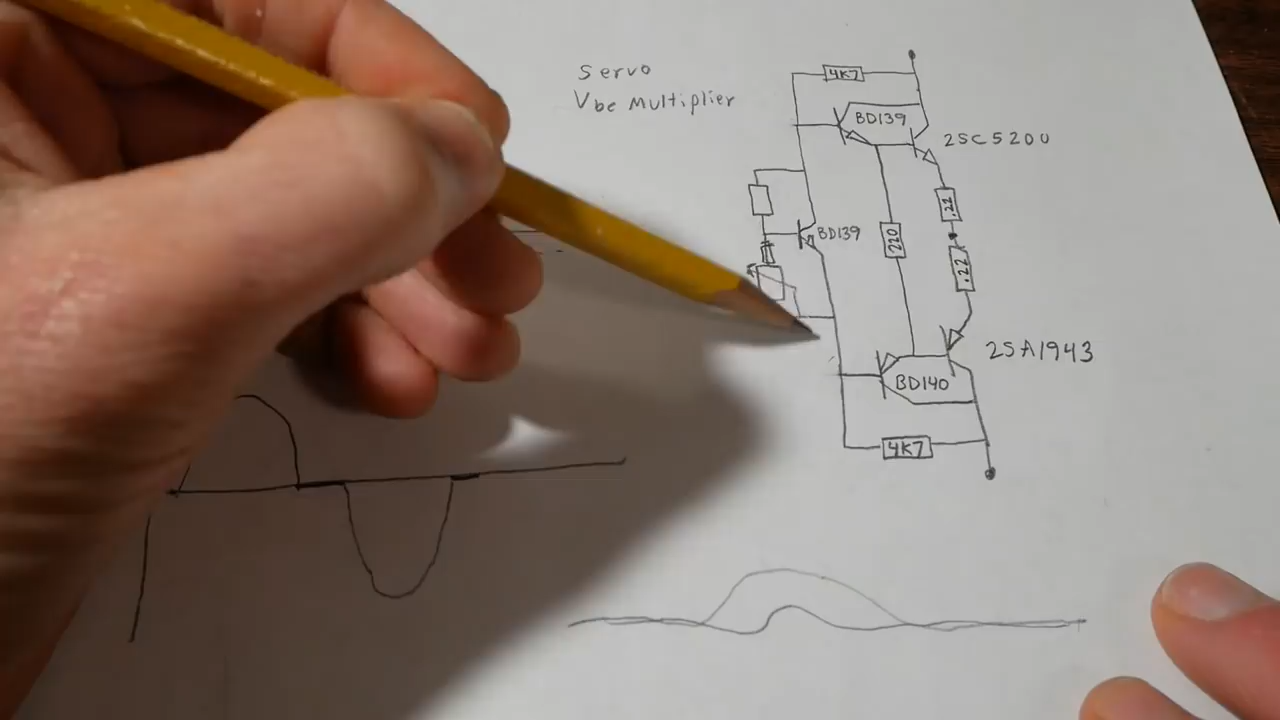 Servo
Vbe Multiplier
4K7
BD139
2SC5200
.22
BD139
220
.22
2SA1943
BD140
4K7